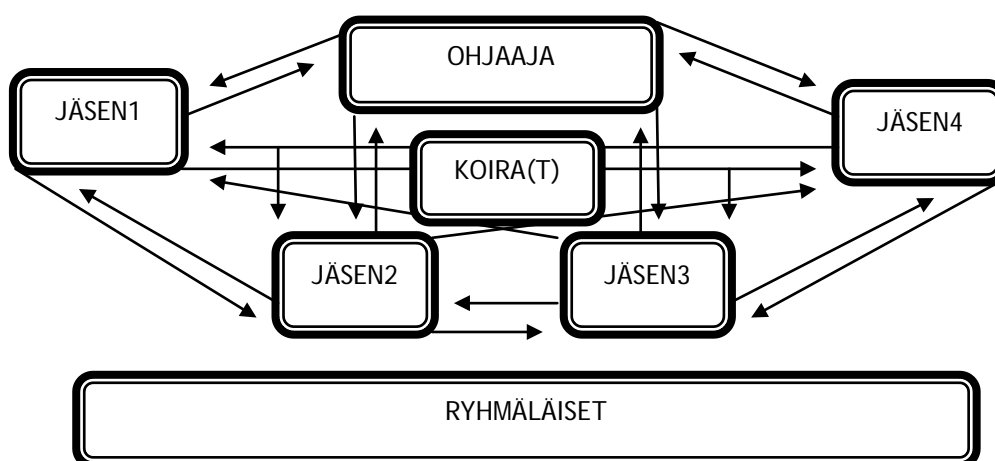 OHJAAJA
JÄSEN1
JÄSEN4
KOIRA(T)
JÄSEN2
JÄSEN3
RYHMÄLÄISET